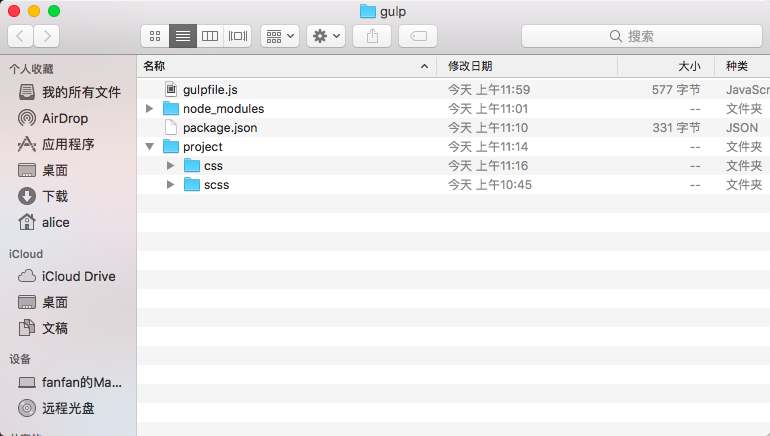 gulp
搜索
个人收藏
我的所有文件
AirDrop
应用程序
桌面
下载
alice
iCloud
iCloud Drive
桌面
文稿
设备
fanfan的Ma...
远程光盘
名称 修改日期 大小 种类
gulpfile.js 今天 上午11:59 577 字节 JavaScr
node_modules 今天 上午11:01 -- 文件夹
package.json 今天 上午11:10 331 字节 JSON
project 今天 上午11:14 -- 文件夹
css 今天 上午11:16 -- 文件夹
scss 今天 上午10:45 -- 文件夹